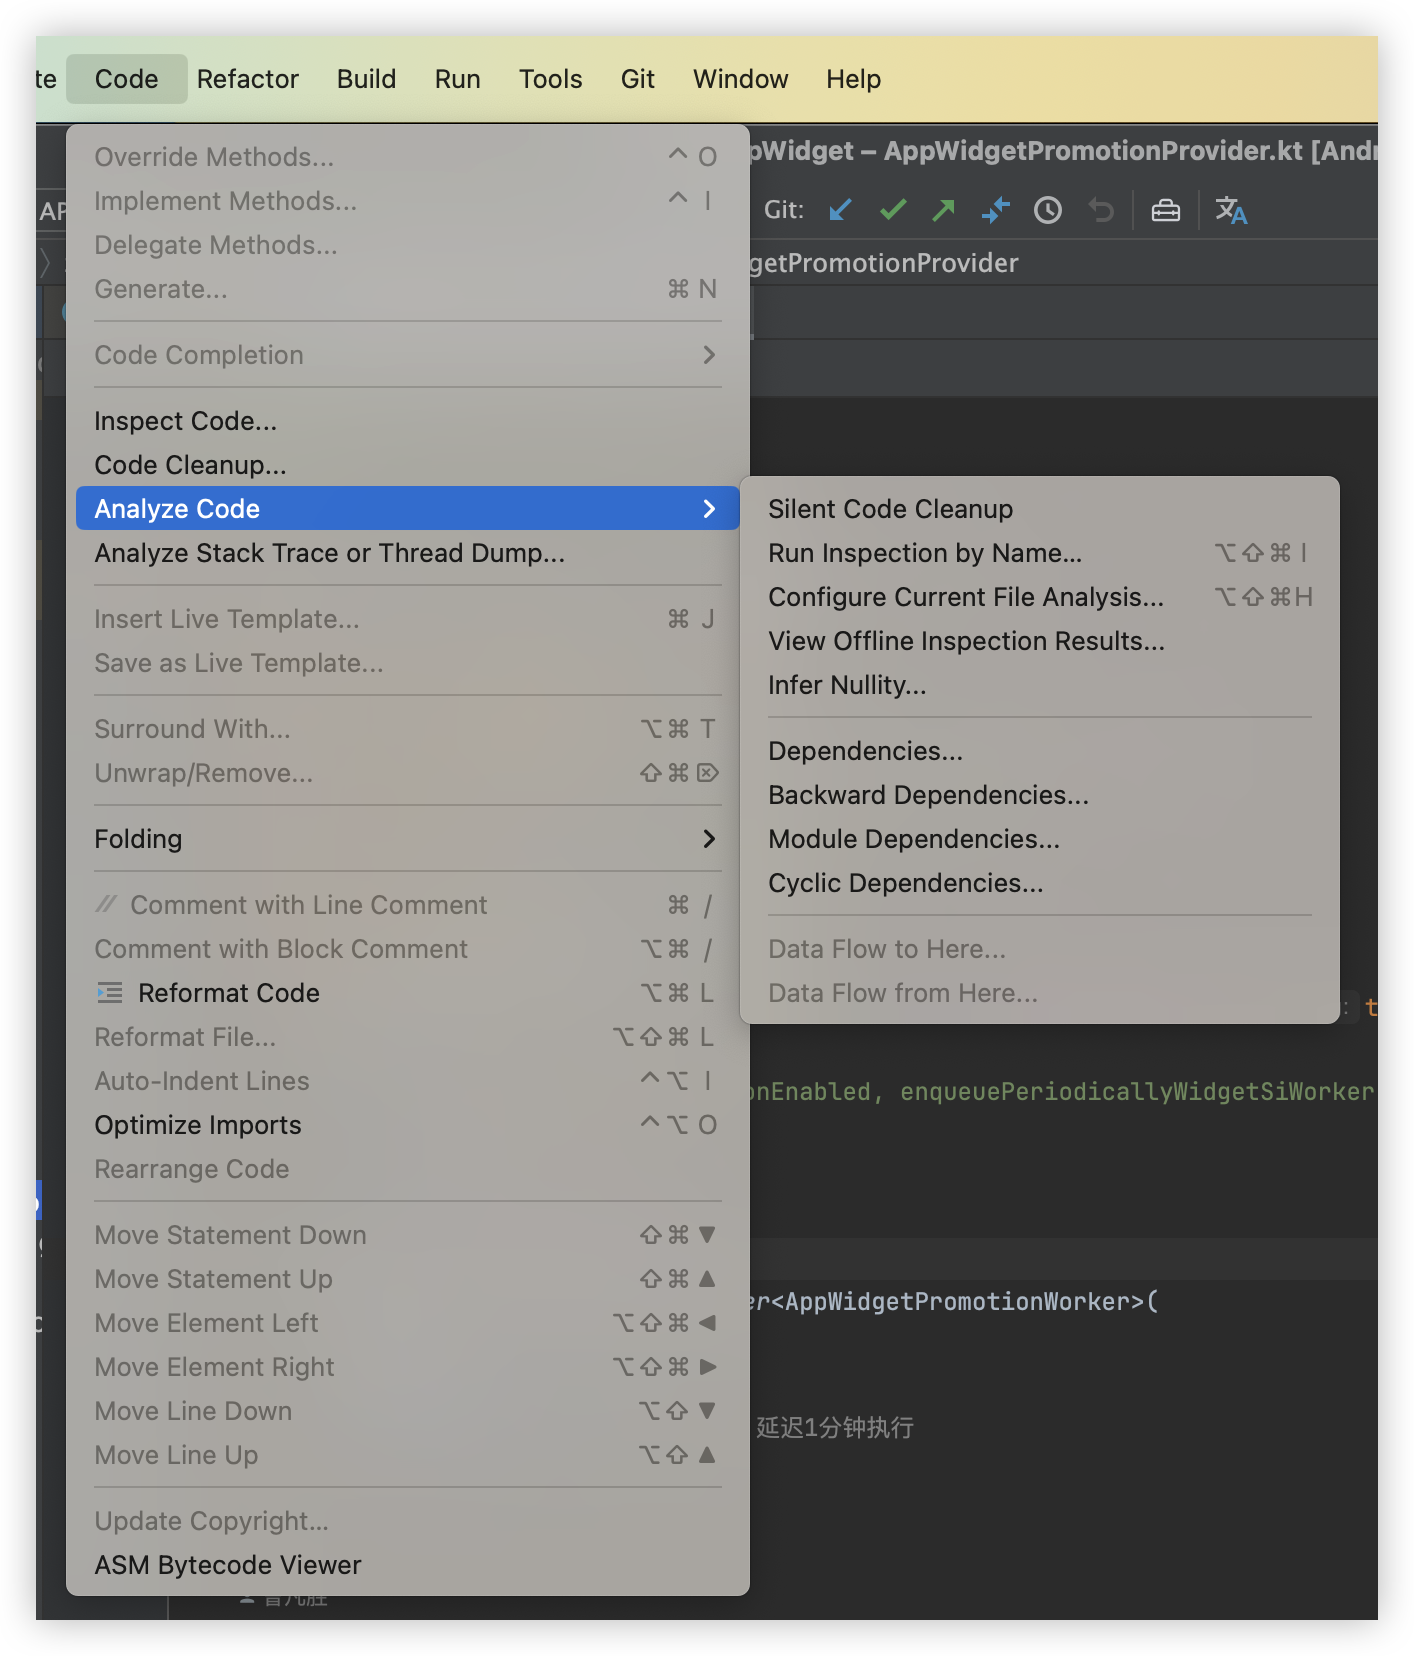 te Code Refactor Build Run Tools Git Window Help
pWidget – AppWidgetPromotionProvider.kt [Andr
AP
Git:
getPromotionProvider
Override Methods... ^ O
Implement Methods... ^ I
Delegate Methods...
Generate... ⌘ N
Code Completion
Inspect Code...
Code Cleanup...
Analyze Code
Analyze Stack Trace or Thread Dump...
Insert Live Template... ⌘ J
Save as Live Template...
Surround With... ⌥⌘ T
Unwrap/Remove... ⇧⌘⌦
Folding
// Comment with Line Comment ⌘ /
Comment with Block Comment ⌥⌘ /
Reformat Code ⌥⌘ L
Reformat File... ⌥⇧⌘ L
Auto-Indent Lines ^⌥ I
Optimize Imports ^⌥ O
Rearrange Code
Move Statement Down ⇧⌘ ▼
Move Statement Up ⇧⌘ ▲
Move Element Left ⌥⇧⌘ ◀
Move Element Right ⌥⇧⌘ ▶
Move Line Down ⌥⇧ ▼
Move Line Up ⌥⇧ ▲
Update Copyright...
ASM Bytecode Viewer
Silent Code Cleanup
Run Inspection by Name... ⌥⇧⌘ I
Configure Current File Analysis... ⌥⇧⌘H
View Offline Inspection Results...
Infer Nullity...
Dependencies...
Backward Dependencies...
Module Dependencies...
Cyclic Dependencies...
Data Flow to Here...
Data Flow from Here...
: t
onEnabled, enqueuePeriodicallyWidgetSiWorker
er<AppWidgetPromotionWorker>(
延迟1分钟执行